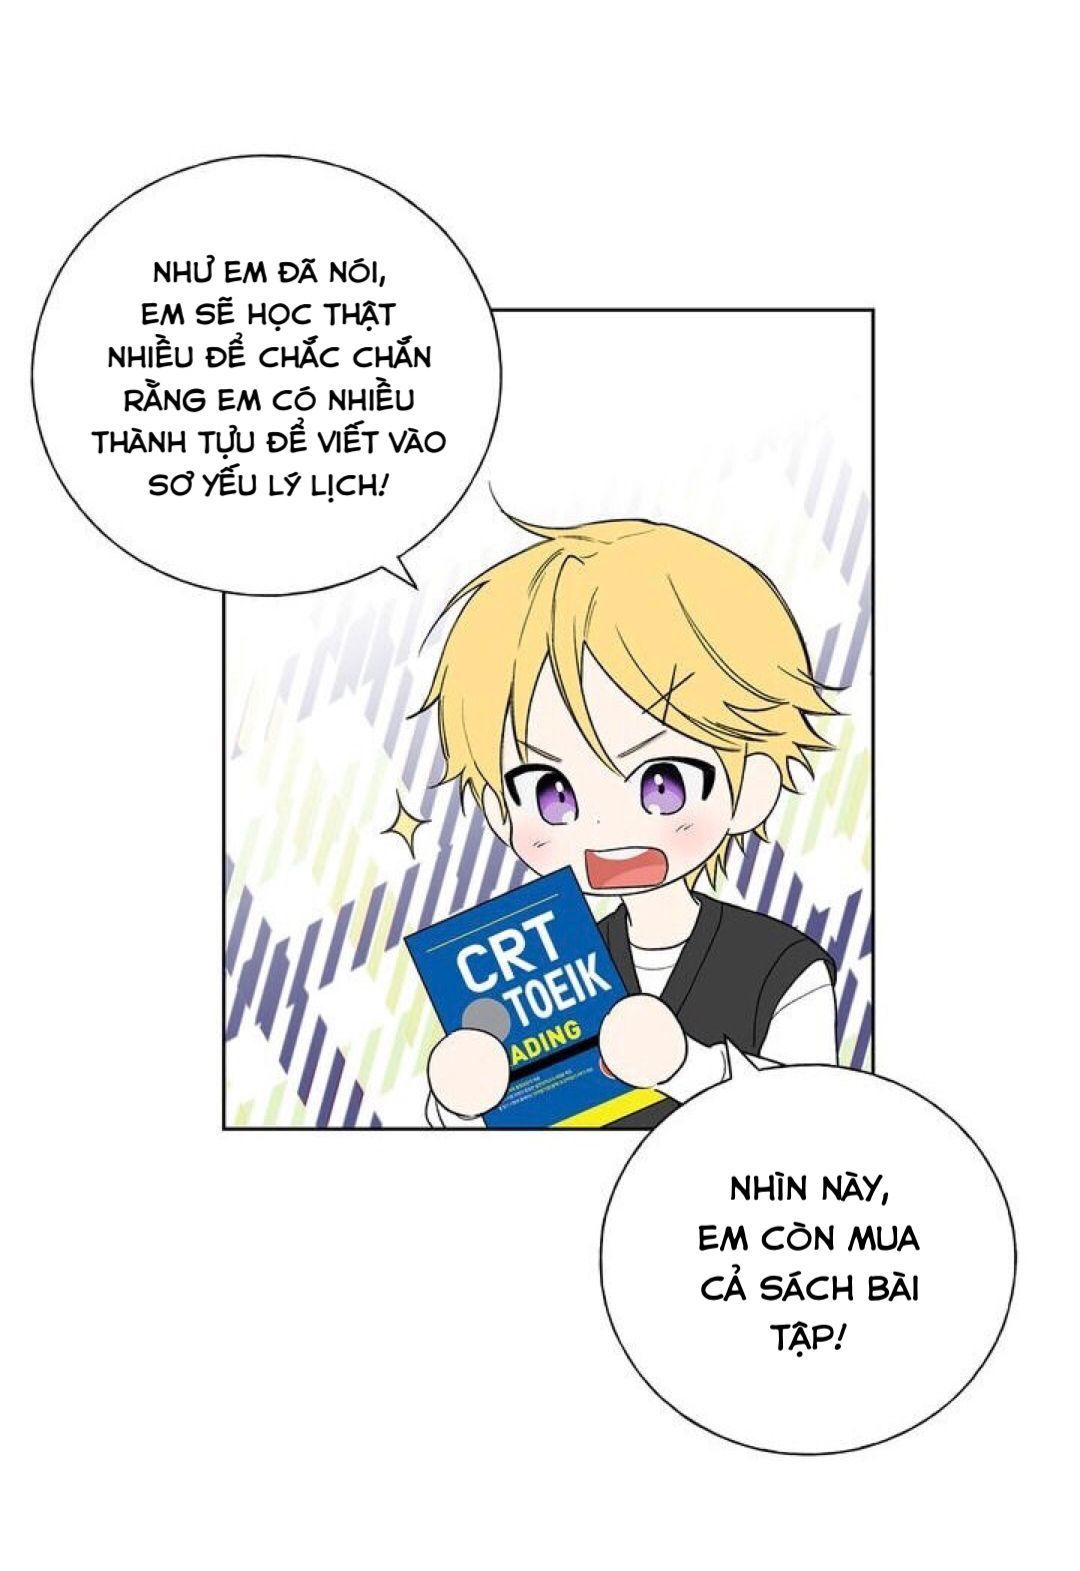 NHƯ EM ĐÃ NÓI,
EM SẼ HỌC THẬT
NHIỀU ĐỂ CHẮC CHẮN
RẰNG EM CÓ NHIỀU
THÀNH TỰU ĐỂ VIẾT VÀO
SƠ YẾU LÝ LỊCH!
CRT
TOEIK
ADING
NHÌN NÀY,
EM CÒN MUA
CẢ SÁCH BÀI
TẬP!